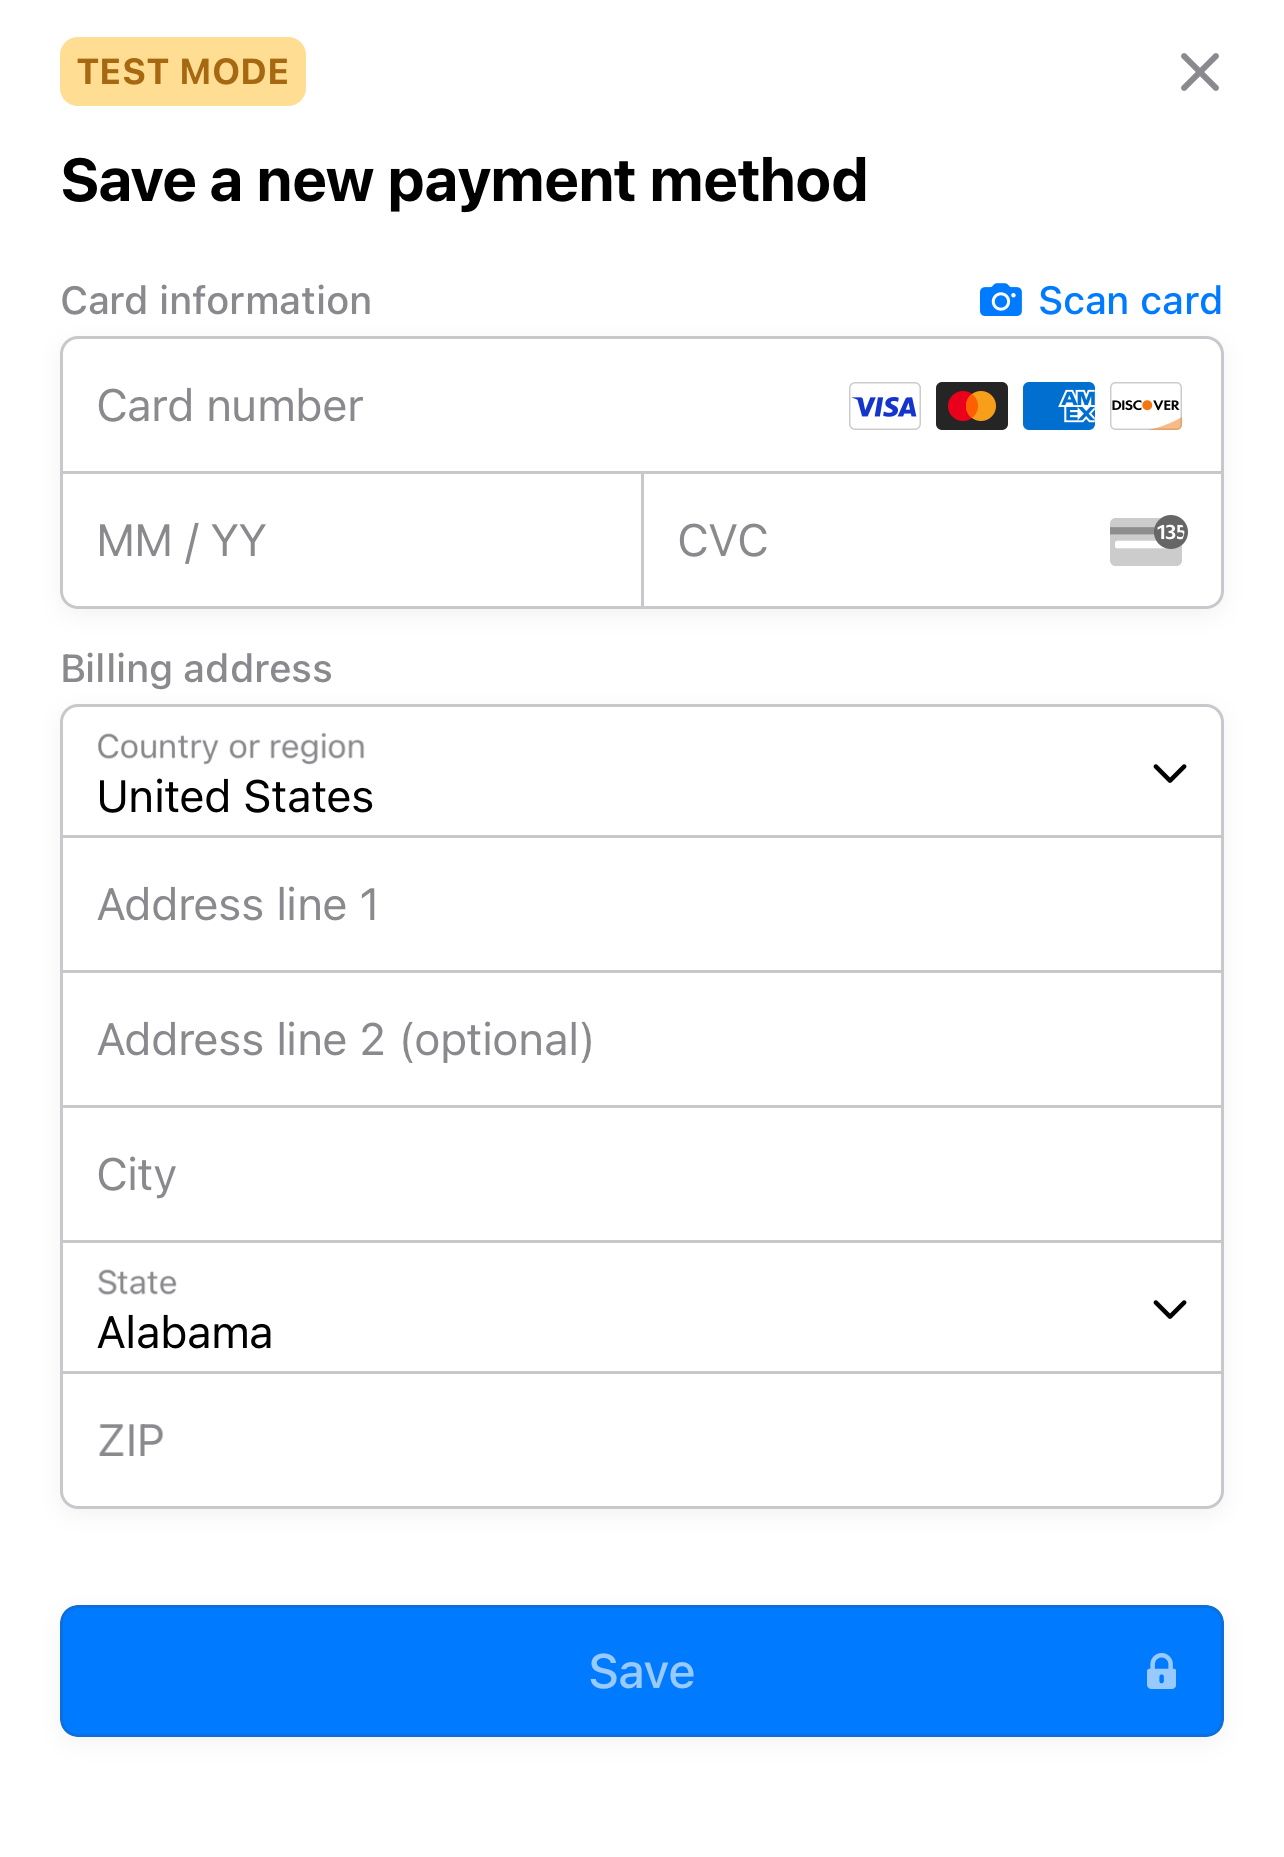 TEST MODE
Save a new payment method
Card information
Scan card
Card number
VISA
AM
EX
DISCOVER
MM / YY
CVC
135
Billing address
Country or region
United States
Address line 1
Address line 2 (optional)
City
State
Alabama
ZIP
Save